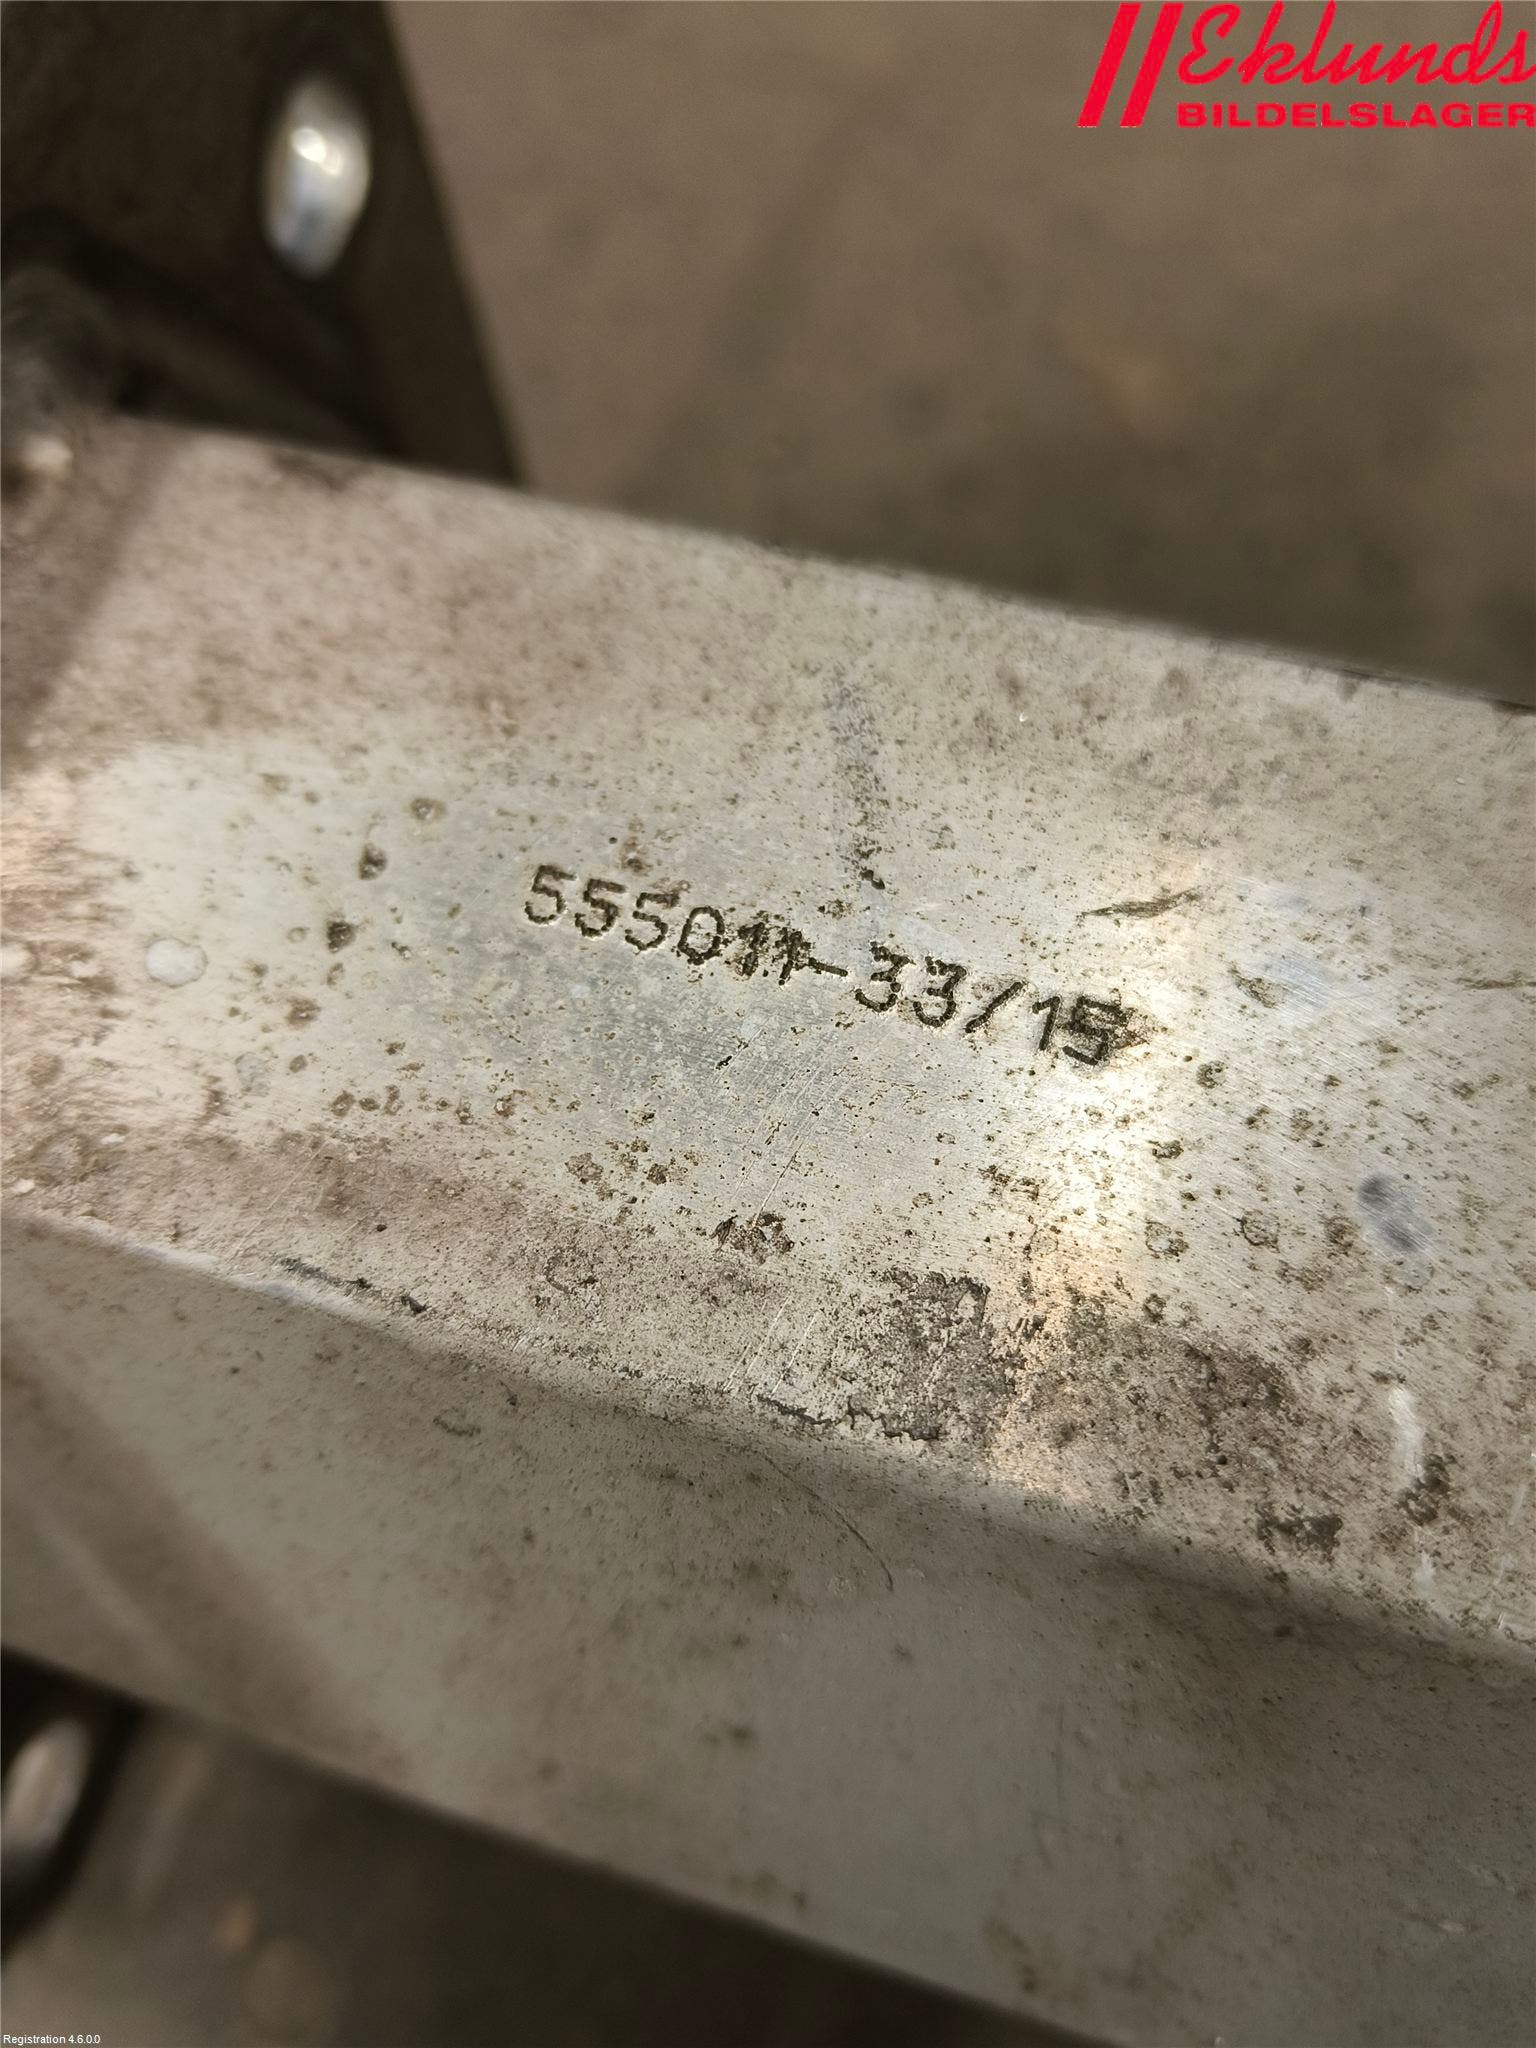 Eklunds
BILDELSLAGER
555011-33/15
Registration 4.6.0.0